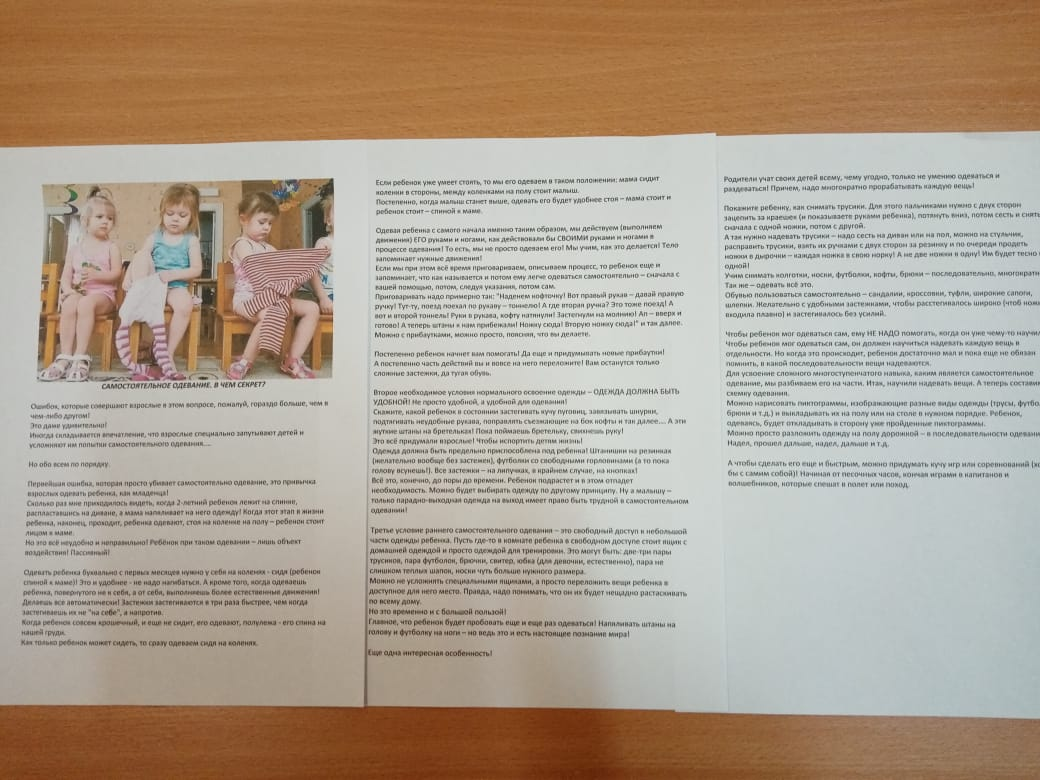 САМОСТОЯТЕЛЬНОЕ ОДЕВАНИЕ. В ЧЕМ СЕКРЕТ?
Ошибок, которые совершают взрослые в этом вопросе, пожалуй, гораздо больше, чем в
чем-либо другом!
Это даже удивительно!
Иногда складывается впечатление, что взрослые специально запутывают детей и
усложняют им попытки самостоятельного одевания....
Но обо всем по порядку.
Первейшая ошибка, которая просто убивает самостоятельно одевание, это привычка
взрослых одевать ребенка, как младенца!
Сколько раз мне приходилось видеть, когда 2-летний ребенок лежит на спинке,
распластавшись на диване, а мама напяливает на него одежду! Когда этот этап в жизни
ребенка, наконец, проходит, ребенка одевают, стоя на коленке на полу – ребенок стоит
лицом к маме.
Но это всё неудобно и неправильно! Ребёнок при таком одевании – лишь объект
воздействия! Пассивный!
Одевать ребенка буквально с первых месяцев нужно у себя на коленях - сидя (ребенок
спиной к маме)! Это и удобнее - не надо нагибаться. А кроме того, когда одеваешь
ребенка, повернутого не к себе, а от себя, выполняешь более естественные движения!
Делаешь все автоматически! Застежки застегиваются в три раза быстрее, чем когда
застегиваешь их не "на себе", а напротив.
Когда ребенок совсем крошечный, и еще не сидит, его одевают, полулежа - его спина на
нашей груди.
Как только ребенок может сидеть, то сразу одеваем сидя на коленях.
Если ребенок уже умеет стоять, то мы его одеваем в таком положении: мама сидит
колени в стороны, между коленками на полу стоит малыш.
Постепенно, когда малыш станет выше, одевать его будет удобнее стоя – мама стоит и
ребенок стоит – спиной к маме.
Одевая ребенка с самого начала именно таким образом, мы действуем (выполняем
движения) ЕГО руками и ногами, как действовали бы СВОИМИ руками и ногами в
процессе одевания! То есть, мы не просто одеваем его! Мы учим, как это делается! Тело
запоминает нужные движения!
Если мы при этом всё время приговариваем, описываем процесс, то ребенок еще и
запоминает, что как называется и потом ему легче одеваться самостоятельно – сначала с
вашей помощью, потом, следуя указания, потом сам.
Приговаривать надо примерно так: "Наденем кофточку! Вот правый рукав – давай правую
ручку! Тут-ту, поезд поехал по рукаву – тоннелю! А где вторая ручка? Это тоже поезд! А
вот и второй тоннель! Руки в рукава, кофту натянули! Застегнули на молнию! Ап – вверх и
готово! А теперь штаны к нам прибежали! Ножку сюда! Вторую ножку сюда!" и так далее.
Можно с прибаутками, можно просто, поясняя, что вы делаете.
Постепенно ребенок начнет вам помогать! Да еще и придумывать новые прибаутки!
А постепенно часть действий вы и вовсе на него переложите! Вам останутся только
сложные застежки, да тугая обувь.
Второе необходимое условия нормального освоение одежды – ОДЕЖДА ДОЛЖНА БЫТЬ
УДОБНОЙ! Не просто удобной, а удобной для одевания!
Скажите, какой ребенок в состоянии застегивать кучу пуговиц, завязывать шнурки,
подтягивать неудобные рукава, поправлять съезжающие на бок кофты и так далее.... А эти
жуткие штаны на бретельках! Пока поймаешь бретельку, свихнешь руку!
Это всё придумали взрослые! Чтобы испортить детям жизнь!
Одежда должна быть предельно приспособлена под ребенка! Штанишки на резинках
(желательно вообще без застежек), футболки со свободными горловинами (а то пока
голову всунешь!). Все застежки – на липучках, в крайнем случае, на кнопках!
Всё это, конечно, до поры до времени. Ребенок подрастет и в этом отпадет
необходимость. Можно будет выбирать одежду по другому принципу. Ну а малышу –
только парадно-выходная одежда на выход имеет право быть трудной в самостоятельном
одевании!
Третье условие раннего самостоятельного одевания – это свободный доступ к небольшой
части одежды ребенка. Пусть где-то в комнате ребенка в свободном доступе стоит ящик с
домашней одеждой и просто одеждой для тренировки. Это могут быть: две-три пары
трусиков, пара футболок, брючки, свитер, юбка (для девочки, естественно), пара не
слишком теплых шапок, носки чуть больше нужного размера.
Можно не усложнять специальными ящиками, а просто переложить вещи ребенка в
доступное для него место. Правда, надо понимать, что он их будет нещадно растаскивать
по всему дому.
Но это временно и с большой пользой!
Главное, что ребенок будет пробовать еще и еще раз одеваться! Напяливать штаны на
голову и футболку на ноги – но ведь это и есть настоящее познание мира!
Еще одна интересная особенность!
Родители учат своих детей всему, чему угодно, только не умению одеваться и
раздеваться! Причем, надо многократно прорабатывать каждую вещь!
Покажите ребенку, как снимать трусики. Для этого пальчиками нужно с двух сторон
зацепить за краешек (и показываете руками ребенка), потянуть вниз, потом сесть и снять
сначала с одной ножки, потом с другой.
А так нужно надевать трусики – надо сесть на диван или на пол, можно на стульчик,
расправить трусики, взять их ручками с двух сторон за резинку и по очереди продеть
ножки в дырочки – каждая ножка в свою норку! А не две ножки в одну! Им будет тесно
одной!
Учим снимать колготки, носки, футболки, кофты, брюки – последовательно,
Так же – одевать всё это.
Обувью пользоваться самостоятельно – сандалии, кроссовки, туфли, широкие сапоги,
шлепки. Желательно с удобными застежками, чтобы расстегивалось широко (чтоб
входила плавно) и застегивалось без усилий.
Чтобы ребенок мог одеваться сам, ему НЕ НАДО помогать, когда он уже чему-то
Чтобы ребенок мог одеваться сам, он должен научиться надевать каждую вещь в
отдельности. Но когда это происходит, ребенок достаточно мал и пока еще не обязан
помнить, в какой последовательности вещи надеваются.
Для усвоение сложного многоступенчатого навыка, каким является самостоятельное
одевание, мы разбиваем его на части. Итак, научили надевать вещи. А теперь
схемку одевания.
Можно нарисовать пиктограммы, изображающие разные виды одежды (трусы,
брюки и т.д.) и выкладывать их на полу или на столе в нужном порядке. Ребенок,
одеваясь, будет откладывать в сторону уже пройденные пиктограммы.
Можно просто разложить одежду на полу дорожкой – в последовательности
Надел, прошел дальше, надел, дальше и т.д.
А чтобы сделать его еще и быстрым, можно придумать кучу игр или соревнований
бы с самим собой)! Начиная от песочных часов, кончая играми в капитанов и
волшебников, которые спешат в полет или поход.